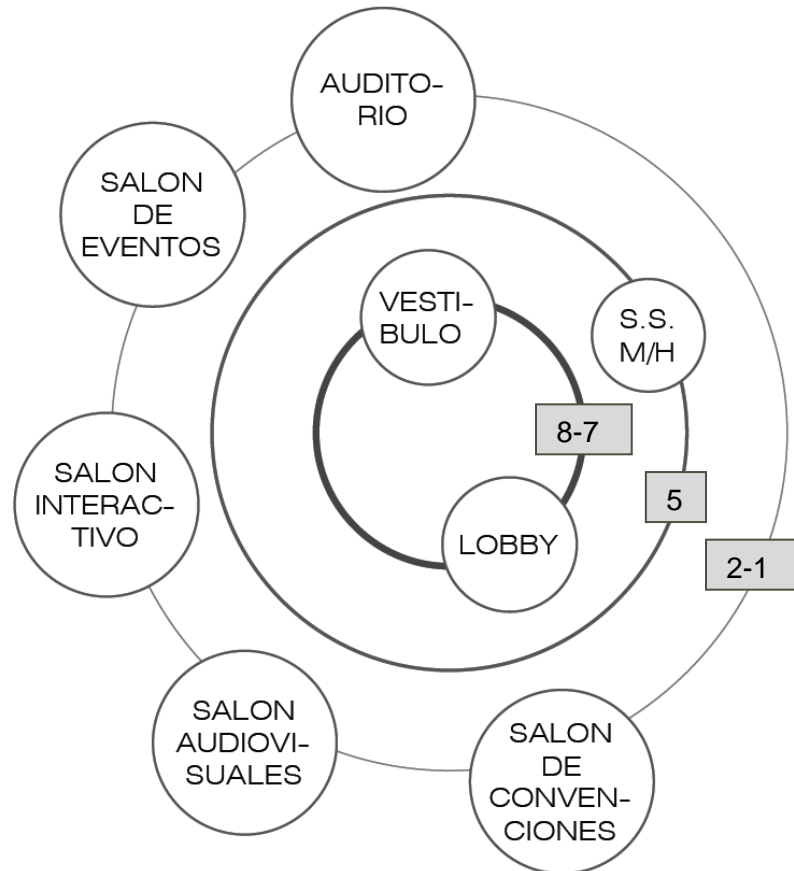 AUDITO-
RIO
SALON
DE
EVENTOS
VESTI-
BULO
S.S.
M/H
8-7
SALON
INTERAC-
TIVO
5
LOBBY
2-1
SALON
AUDIOVI-
SUALES
SALON
DE
CONVEN-
CIONES